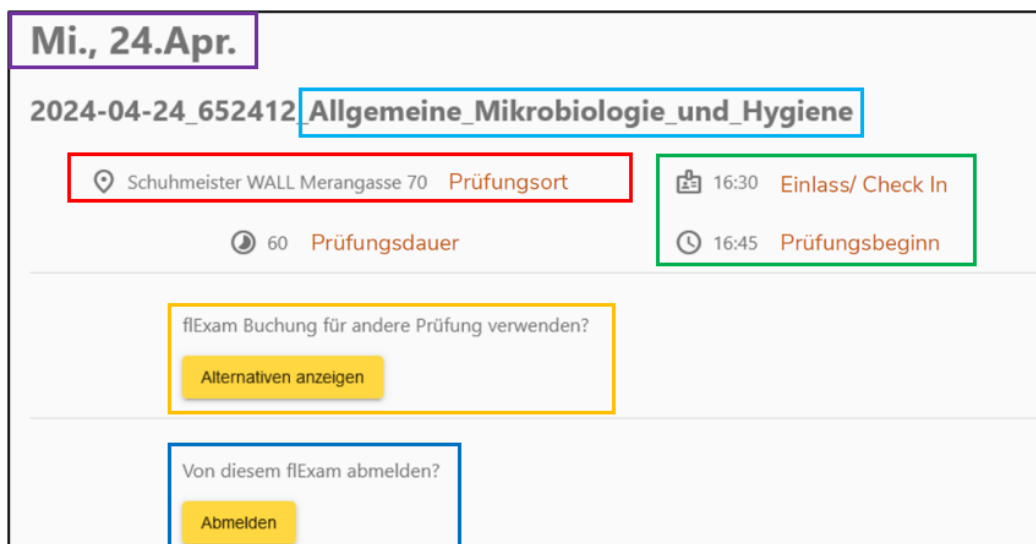 Mi., 24.Apr.
2024-04-24_652412_Allgemeine_Mikrobiologie_und_Hygiene
Schuhmeister WALL Merangasse 70 Prüfungsort 16:30 Einlass/ Check In
60 Prüfungsdauer 16:45 Prüfungsbeginn
flExam Buchung für andere Prüfung verwenden?
Alternativen anzeigen
Von diesem flExam abmelden?
Abmelden